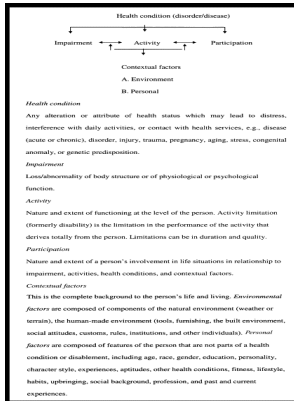 Health condition (disorder/disease)
Impairment Activity Participation
Contextual factors
A. Environment
B. Personal
Health condition
Any alteration or attribute of health status which may lead to distress,
interference with daily activities, or contact with health services, e.g., disease
(acute or chronic), disorder, injury, trauma, pregnancy, aging, stress, congenital
anomaly, or genetic predisposition.
Impairment
Loss/abnormality of body structure or of physiological or psychological
function.
Activity
Nature and extent of functioning at the level of the person. Activity limitation
(formerly disability) is the limitation in the performance of the activity that
derives totally from the person. Limitations can be in duration and quality.
Participation
Nature and extent of a person's involvement in life situations in relationship to
impairment, activities, health conditions, and contextual factors.
Contextual factors
This is the complete background to the person's life and living. Environmental
factors are composed of components of the natural environment (weather or
terrain), the human-made environment (tools, furnishing, the built environment,
social attitudes, customs, rules, institutions, and other individuals). Personal
factors are composed of features of the person that are not parts of a health
condition or disablement, including age, race, gender, education, personality,
character style, experiences, aptitudes, other health conditions, fitness, lifestyle,
habits, upbringing, social background, profession, and past and current
experiences.